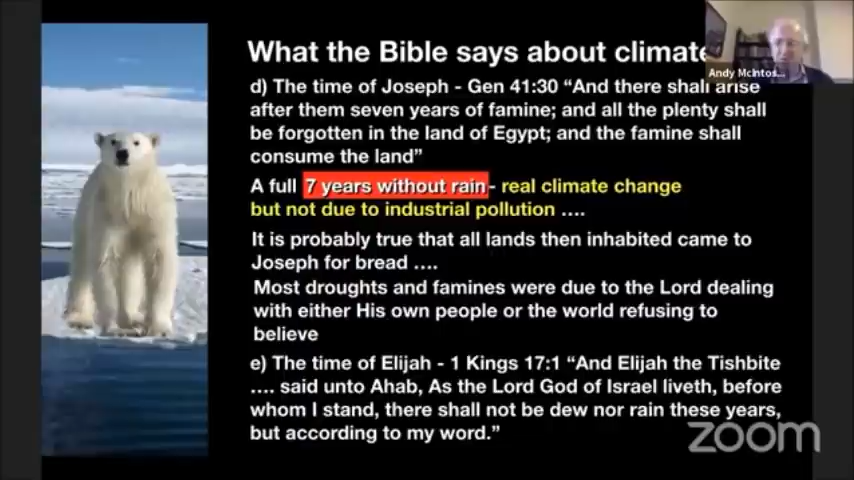 What the Bible says about climate
Andy McIntos...
d) The time of Joseph - Gen 41:30 “And there shall arise
after them seven years of famine; and all the plenty shall
be forgotten in the land of Egypt; and the famine shall
consume the land”
A full 7 years without rain - real climate change
but not due to industrial pollution ....
It is probably true that all lands then inhabited came to
Joseph for bread ....
Most droughts and famines were due to the Lord dealing
with either His own people or the world refusing to
believe
e) The time of Elijah - 1 Kings 17:1 “And Elijah the Tishbite
.... said unto Ahab, As the Lord God of Israel liveth, before
whom I stand, there shall not be dew nor rain these years,
but according to my word.”
zoom